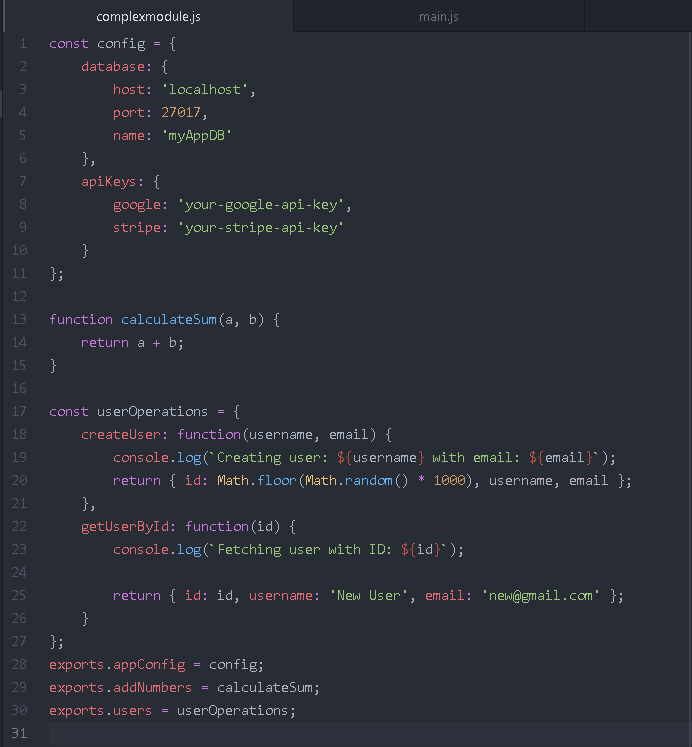 complexmodule.js
main.js
1 const config = {
2     database: {
3         host: 'localhost',
4         port: 27017,
5         name: 'myAppDB'
6     },
7     apiKeys: {
8         google: 'your-google-api-key',
9         stripe: 'your-stripe-api-key'
10     }
11 };
12
13 function calculateSum(a, b) {
14     return a + b;
15 }
16
17 const userOperations = {
18     createUser: function(username, email) {
19         console.log(`Creating user: ${username} with email: ${email}`);
20         return { id: Math.floor(Math.random() * 1000), username, email };
21     },
22     getUserById: function(id) {
23         console.log(`Fetching user with ID: ${id}`);
24
25         return { id: id, username: 'New User', email: 'new@gmail.com' };
26     }
27 };
28 exports.appConfig = config;
29 exports.addNumbers = calculateSum;
30 exports.users = userOperations;
31